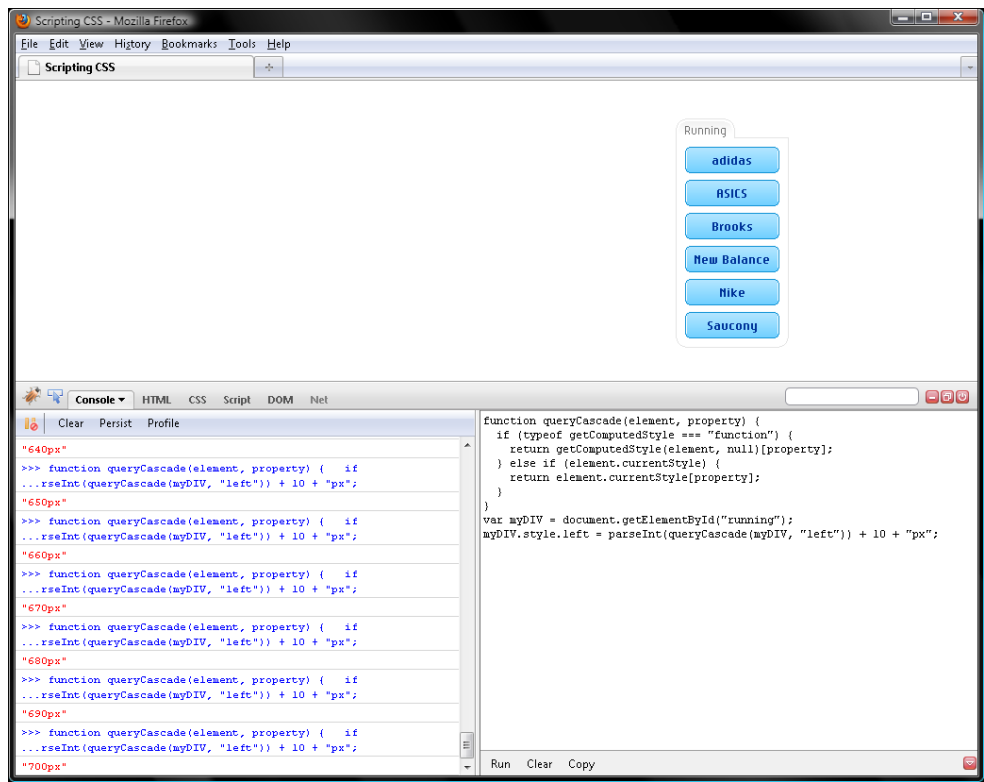 Scripting CSS - Mozilla Firefox
File Edit View History Bookmarks Tools Help
Scripting CSS
Running
adidas
ASICS
Brooks
New Balance
Nike
Saucony
Console HTML CSS Script DOM Net
Clear Persist Profile
"640px"
>>> function queryCascade(element, property) {   if
...rseInt(queryCascade(myDIV, "left")) + 10 + "px";
"650px"
>>> function queryCascade(element, property) {   if
...rseInt(queryCascade(myDIV, "left")) + 10 + "px";
"660px"
>>> function queryCascade(element, property) {   if
...rseInt(queryCascade(myDIV, "left")) + 10 + "px";
"670px"
>>> function queryCascade(element, property) {   if
...rseInt(queryCascade(myDIV, "left")) + 10 + "px";
"680px"
>>> function queryCascade(element, property) {   if
...rseInt(queryCascade(myDIV, "left")) + 10 + "px";
"690px"
>>> function queryCascade(element, property) {   if
...rseInt(queryCascade(myDIV, "left")) + 10 + "px";
"700px"
function queryCascade(element, property) {
  if (typeof getComputedStyle === "function") {
    return getComputedStyle(element, null)[property];
  } else if (element.currentStyle) {
    return element.currentStyle[property];
  }
}
var myDIV = document.getElementById("running");
myDIV.style.left = parseInt(queryCascade(myDIV, "left")) + 10 + "px";
Run Clear Copy